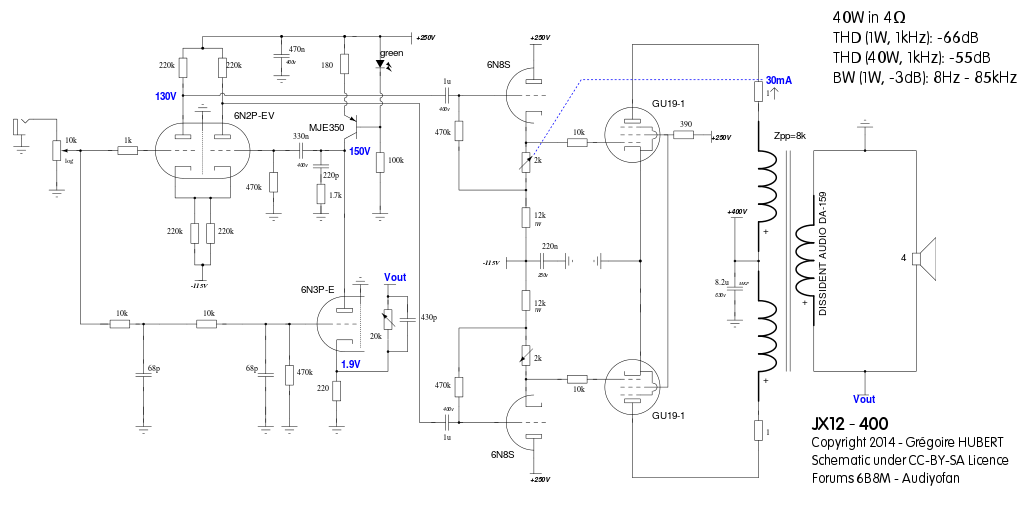 40W in 4Ω
THD (1W, 1kHz): -66dB
THD (40W, 1kHz): -55dB
BW (1W, -3dB): 8Hz - 85kHz
+250V
470n
400v
180
green
220k
220k
130V
6N2P-EV
10k
log
1k
330n
400v
MJE350
150V
220p
1.7k
470k
100k
220k
220k
-115V
6N8S
+250V
1u
400v
470k
2k
10k
GU19-1
390
+250V
30mA
1
Zpp=8k
+
12k
1W
-115V
220n
250v
12k
1W
+400V
8.2u
MKP
630v
+
+
DISSIDENT AUDIO DA-159
4
6N3P-E
Vout
20k
430p
10k
10k
68p
68p
470k
1.9V
220
2k
470k
400v
1u
10k
GU19-1
6N8S
+250V
1
Vout
JX12 - 400
Copyright 2014 - Grégoire HUBERT
Schematic under CC-BY-SA Licence
Forums 6B8M - Audiyofan